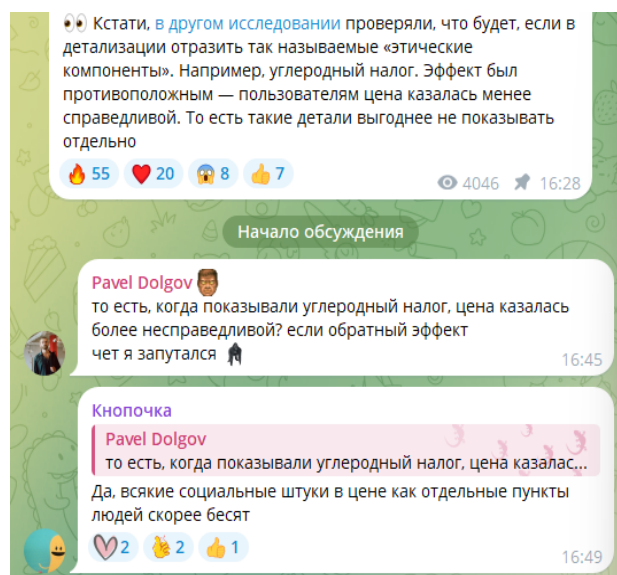 👀 Кстати, в другом исследовании проверяли, что будет, если в
детализации отразить так называемые «этические
компоненты». Например, углеродный налог. Эффект был
противоположным — пользователям цена казалась менее
справедливой. То есть такие детали выгоднее не показывать
отдельно
🔥 55 ❤️ 20 😱 8 👍 7 4046 16:28
Начало обсуждения
Pavel Dolgov
то есть, когда показывали углеродный налог, цена казалась
более несправедливой? если обратный эффект
чет я запутался
16:45
Кнопочка
Pavel Dolgov
то есть, когда показывали углеродный налог, цена казалас...
Да, всякие социальные штуки в цене как отдельные пункты
людей скорее бесят
2 2 👍 1 16:49